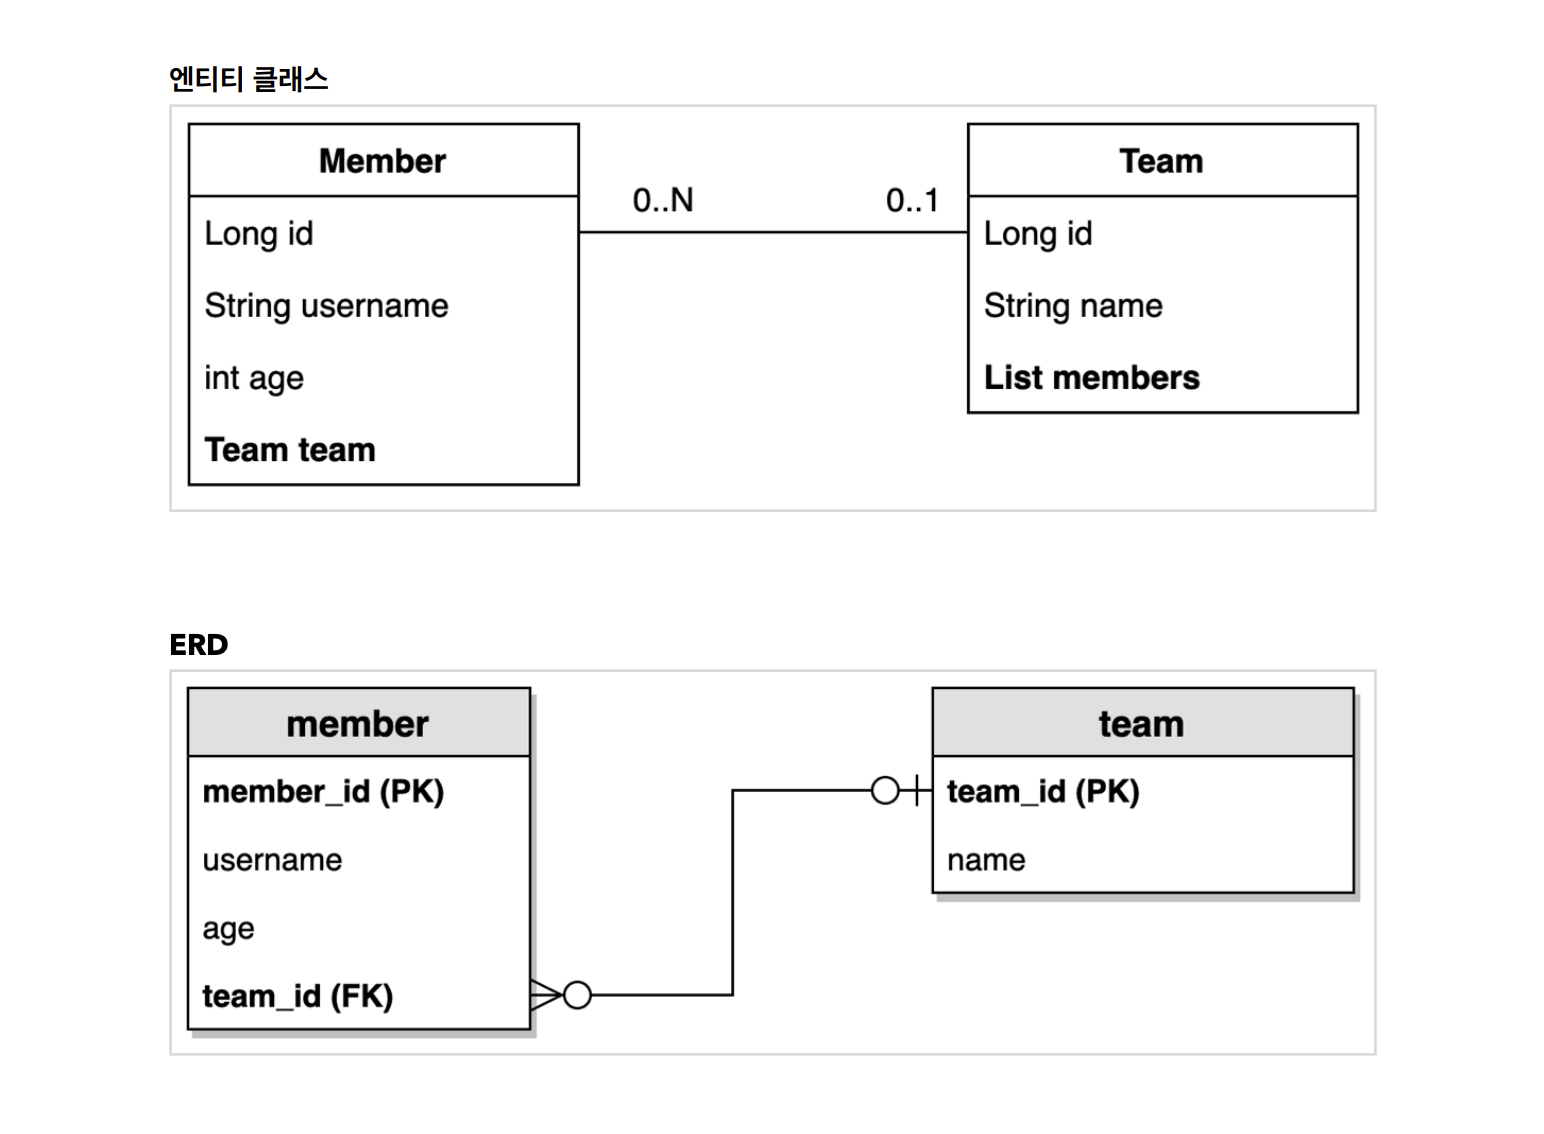 엔티티 클래스
Member
Long id
String username
int age
Team team
0..N
0..1
Team
Long id
String name
List members
ERD
member
member_id (PK)
username
age
team_id (FK)
team
team_id (PK)
name